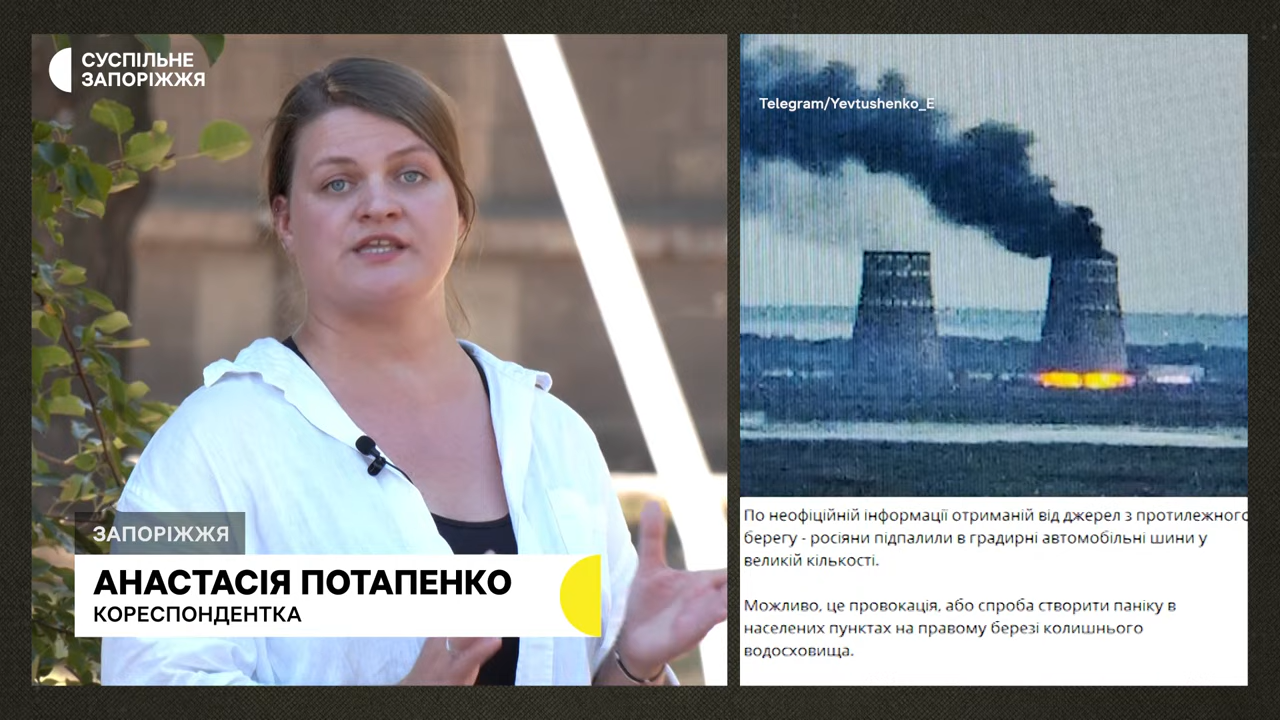 СУСПІЛЬНЕ
ЗАПОРІЖЖЯ
ЗАПОРІЖЖЯ
АНАСТАСІЯ ПОТАПЕНКО
КОРЕСПОНДЕНТКА
Telegram/Yevtushenko_E
По неофіційній інформації отриманій від джерел з протилежного
берегу - росіяни підпалили в градирні автомобільні шини у
великій кількості.
Можливо, це провокація, або спроба створити паніку в
населених пунктах на правому березі колишнього
водосховища.